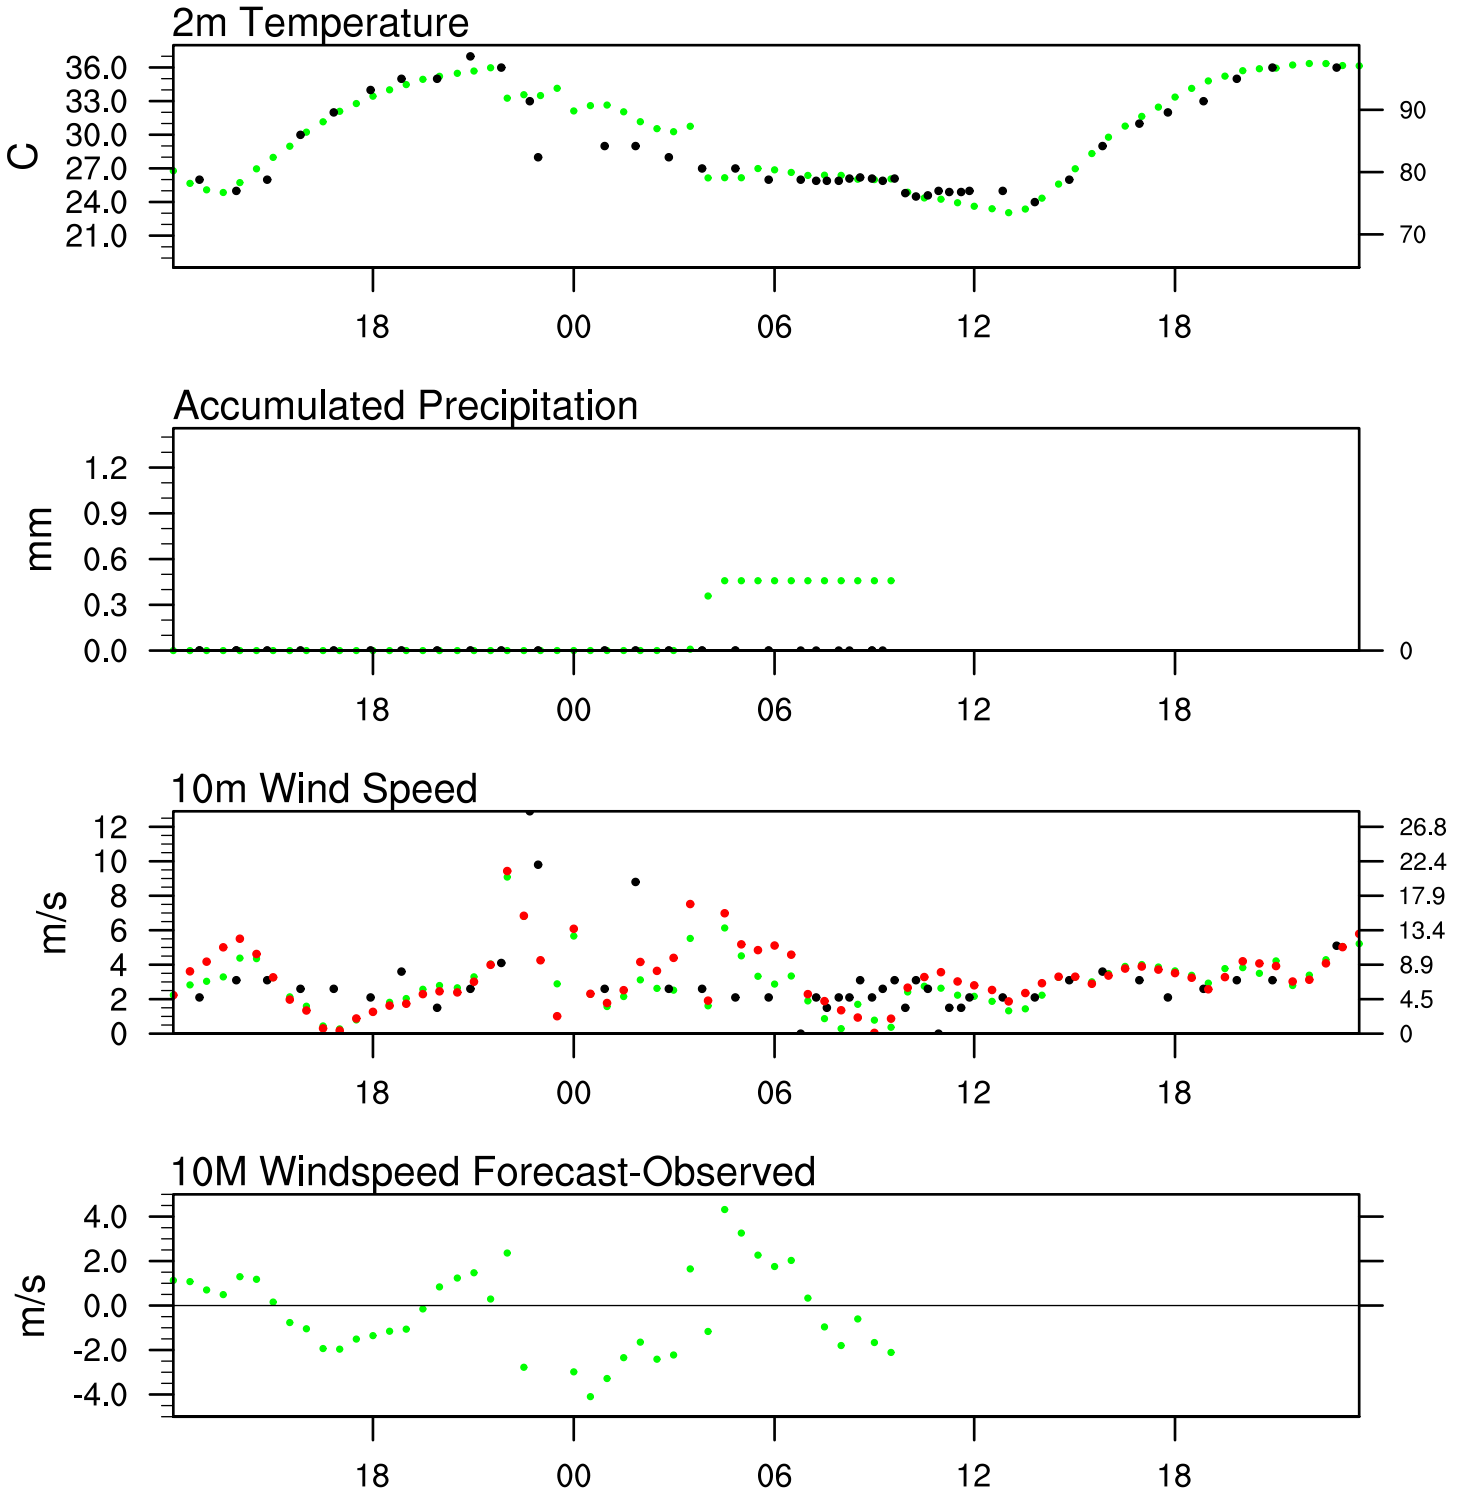 2m Temperature
36.0
33.0
30.0
27.0
24.0
21.0
C
90
80
70
18 00 06 12 18
Accumulated Precipitation
1.2
0.9
0.6
0.3
0.0
mm
0
18 00 06 12 18
10m Wind Speed
12
10
8
6
4
2
0
m/s
26.8
22.4
17.9
13.4
8.9
4.5
0
18 00 06 12 18
10M Windspeed Forecast-Observed
4.0
2.0
0.0
-2.0
-4.0
m/s
18 00 06 12 18